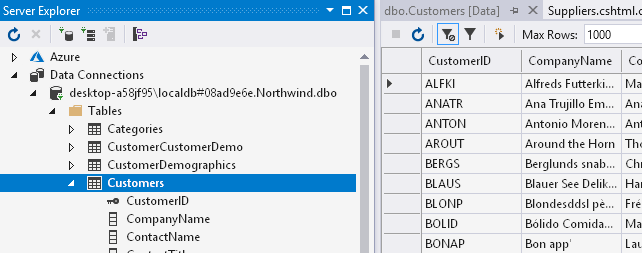 Server Explorer
Azure
Data Connections
desktop-a58jf95\localdb#08ad9e6e.Northwind.dbo
Tables
Categories
CustomerCustomerDemo
CustomerDemographics
Customers
CustomerID
CompanyName
ContactName
dbo.Customers [Data] Suppliers.cshtml.
Max Rows: 1000
CustomerID CompanyName Co
ALFKI Alfreds Futterki... Ma
ANATR Ana Trujillo Em... An
ANTON Antonio Moren... An
AROUT Around the Horn Tho
BERGS Berglunds snab... Ch
BLAUS Blauer See Delik... Han
BLONP Blondesddsl pè... Fré
BOLID Bólido Comida... Ma
BONAP Bon app' Lau